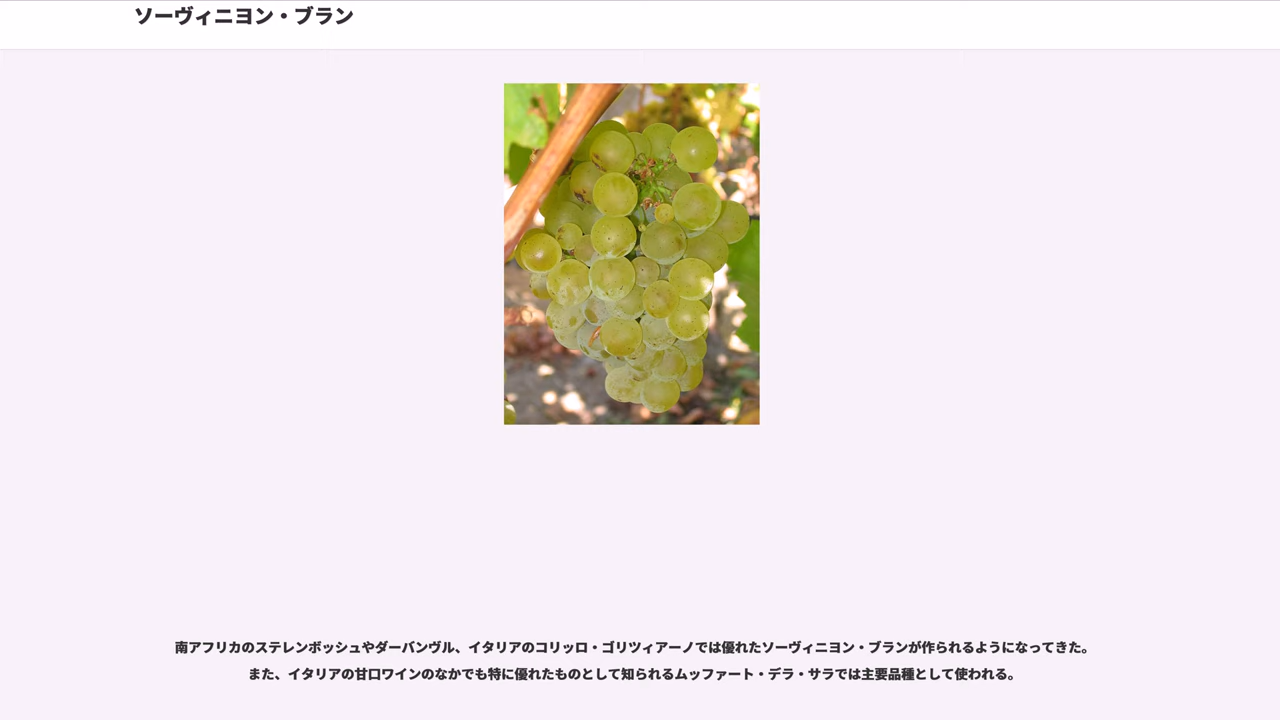 ソーヴィニヨン・ブラン
南アフリカのステレンボッシュやダーバンヴル、イタリアのコリッロ・ゴリツィアーノでは優れたソーヴィニヨン・ブランが作られるようになってきた。
また、イタリアの甘口ワインのなかでも特に優れたものとして知られるムッファート・デラ・サラでは主要品種として使われる。